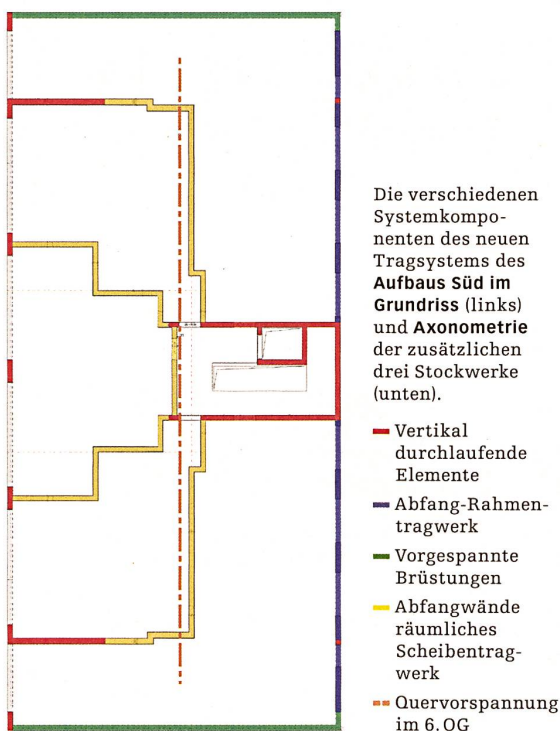 Die verschiedenen
Systemkompo-
nenten des neuen
Tragsystems des
Aufbaus Süd im
Grundriss (links)
und Axonometrie
der zusätzlichen
drei Stockwerke
(unten).
Vertikal
durchlaufende
Elemente
Abfang-Rahmen-
tragwerk
Vorgespannte
Brüstungen
Abfangwände
räumliches
Scheibentrag-
werk
Quervorspannung
im 6. OG